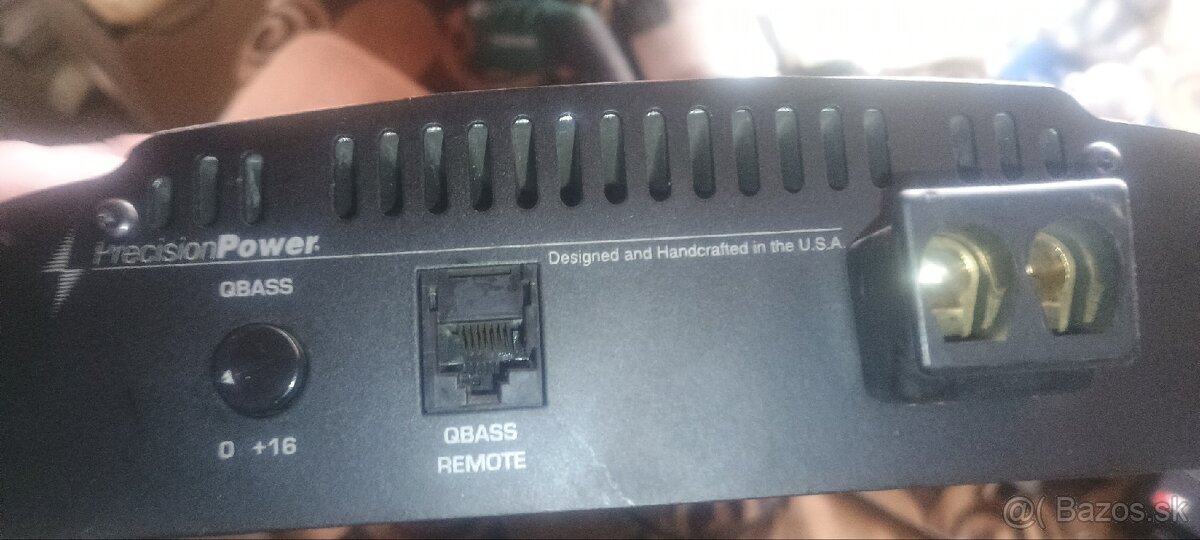 PrecisionPower.
Designed and Handcrafted in the U.S.A.
QBASS
0 +16
QBASS
REMOTE
@( Bazos.sk